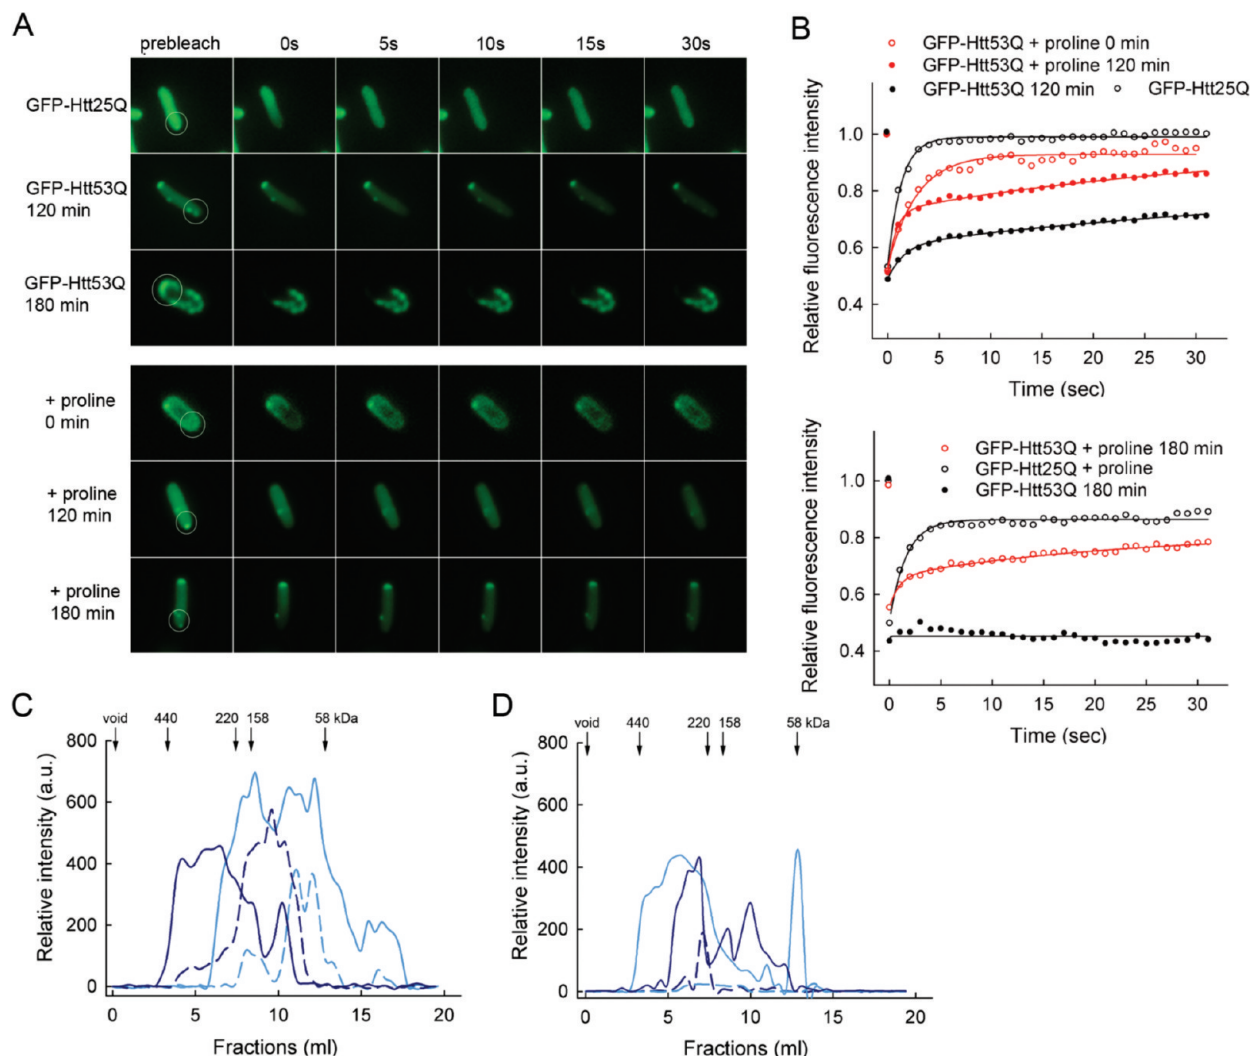 A
prebleach 0s 5s 10s 15s 30s
GFP-Htt25Q
GFP-Htt53Q
120 min
GFP-Htt53Q
180 min
+ proline
0 min
+ proline
120 min
+ proline
180 min
B
GFP-Htt53Q + proline 0 min
GFP-Htt53Q + proline 120 min
GFP-Htt53Q 120 min GFP-Htt25Q
Relative fluorescence intensity
1.0
0.8
0.6
0.4
0 5 10 15 20 25 30
Time (sec)
GFP-Htt53Q + proline 180 min
GFP-Htt25Q + proline
GFP-Htt53Q 180 min
Relative fluorescence intensity
1.0
0.8
0.6
0.4
0 5 10 15 20 25 30
Time (sec)
C
void 440 220 158 58 kDa
Relative intensity (a.u.)
800
600
400
200
0
0 5 10 15 20
Fractions (ml)
D
void 440 220 158 58 kDa
Relative intensity (a.u.)
800
600
400
200
0
0 5 10 15 20
Fractions (ml)